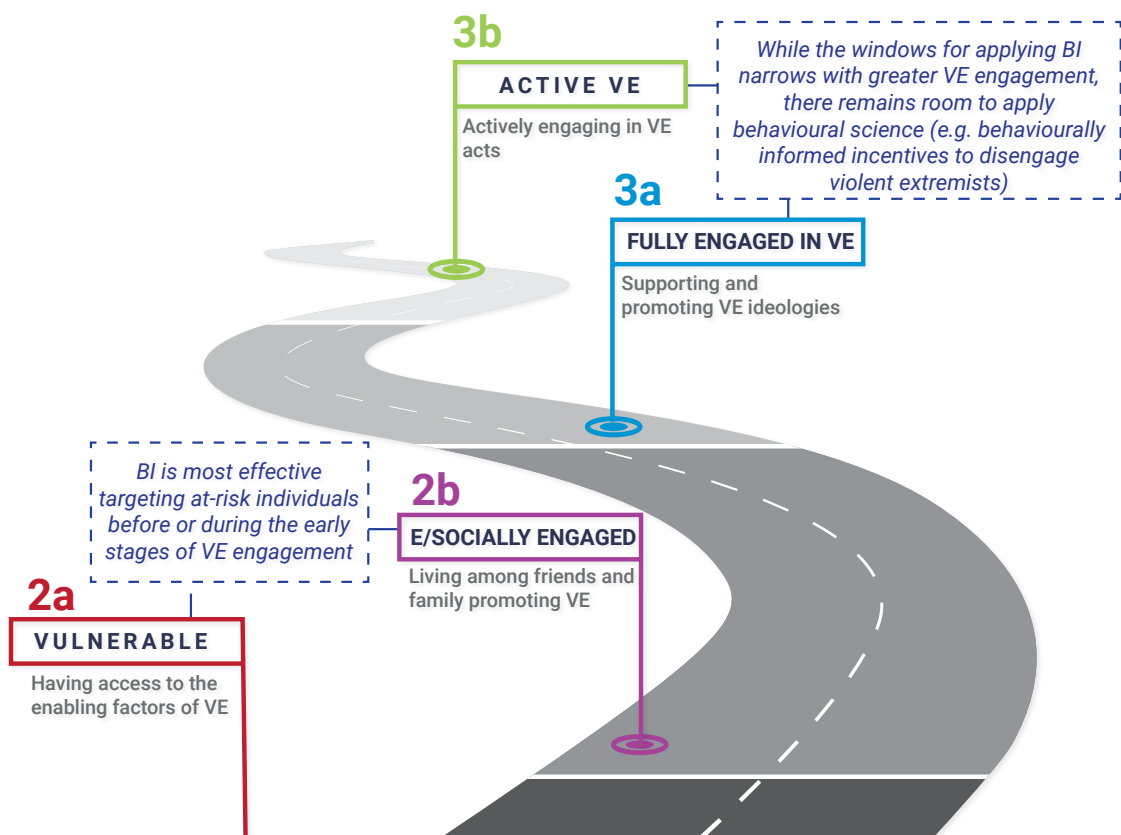 3b
ACTIVE VE
Actively engaging in VE
acts
While the windows for applying BI
narrows with greater VE engagement,
there remains room to apply
behavioural science (e.g. behaviourally
informed incentives to disengage
violent extremists)
3a
FULLY ENGAGED IN VE
Supporting and
promoting VE ideologies
BI is most effective
targeting at-risk individuals
before or during the early
stages of VE engagement
2b
E/SOCIALLY ENGAGED
Living among friends and
family promoting VE
2a
VULNERABLE
Having access to the
enabling factors of VE